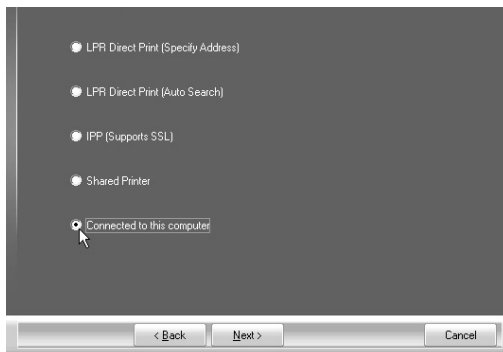 LPR Direct Print (Specify Address)
LPR Direct Print (Auto Search)
IPP (Supports SSL)
Shared Printer
Connected to this computer
< Back Next > Cancel